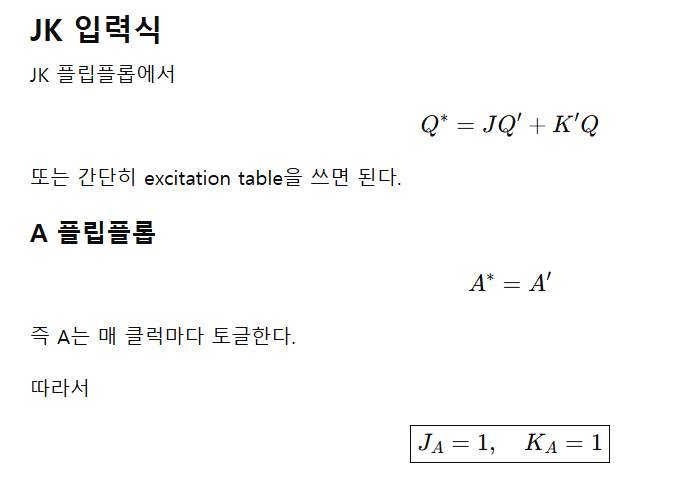 JK 입력식
JK 플립플롭에서
Q* = JQ′ + K′Q
또는 간단히 excitation table을 쓰면 된다.
A 플립플롭
A* = A′
즉 A는 매 클럭마다 토글한다.
따라서
J_A = 1, K_A = 1